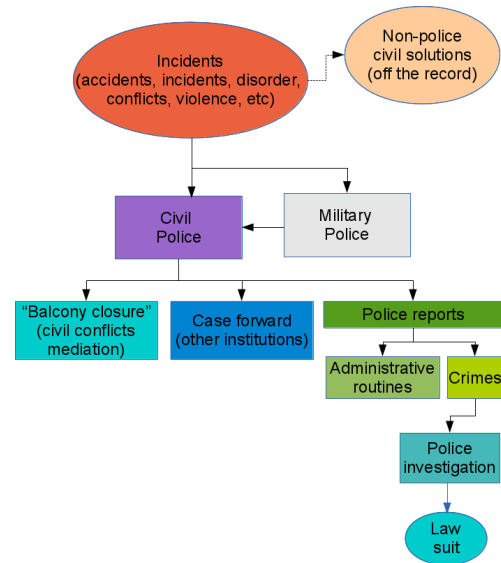 Incidents
(accidents, incidents, disorder,
conflicts, violence, etc)
Non-police
civil solutions
(off the record)
Civil
Police
Military
Police
“Balcony closure”
(civil conflicts
mediation)
Case forward
(other institutions)
Police reports
Administrative
routines
Crimes
Police
investigation
Law
suit